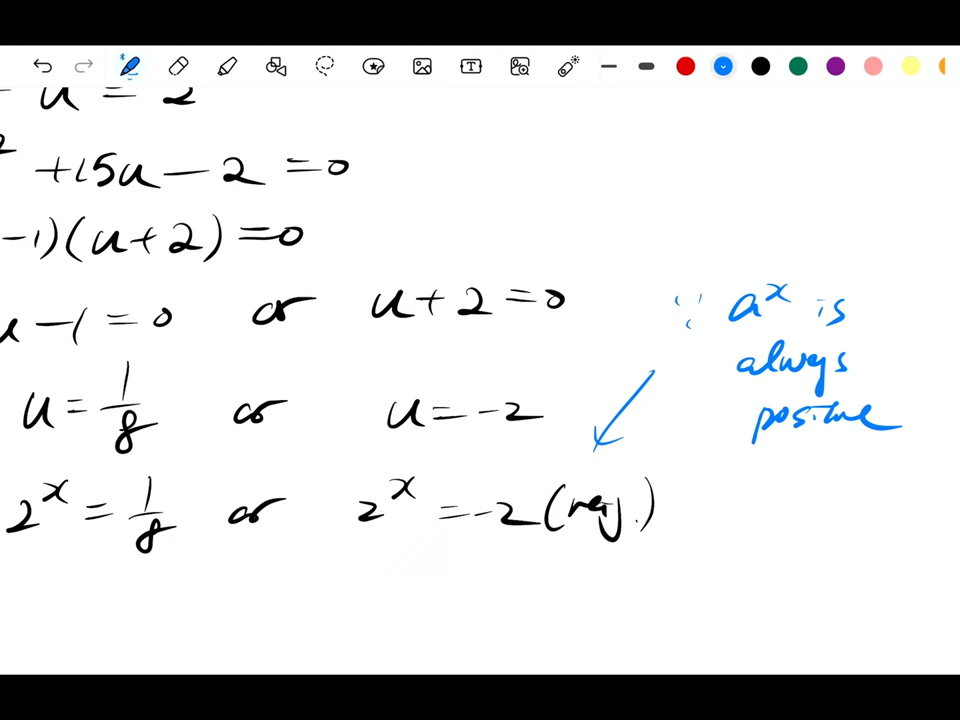 u = 2
2 +15u - 2 = 0
-1)(u+2) = 0
u - 1 = 0 or u + 2 = 0
u = 1/8 or u = -2
2^x = 1/8 or 2^x = -2 (rej.)
∵ a^x is
always
positive